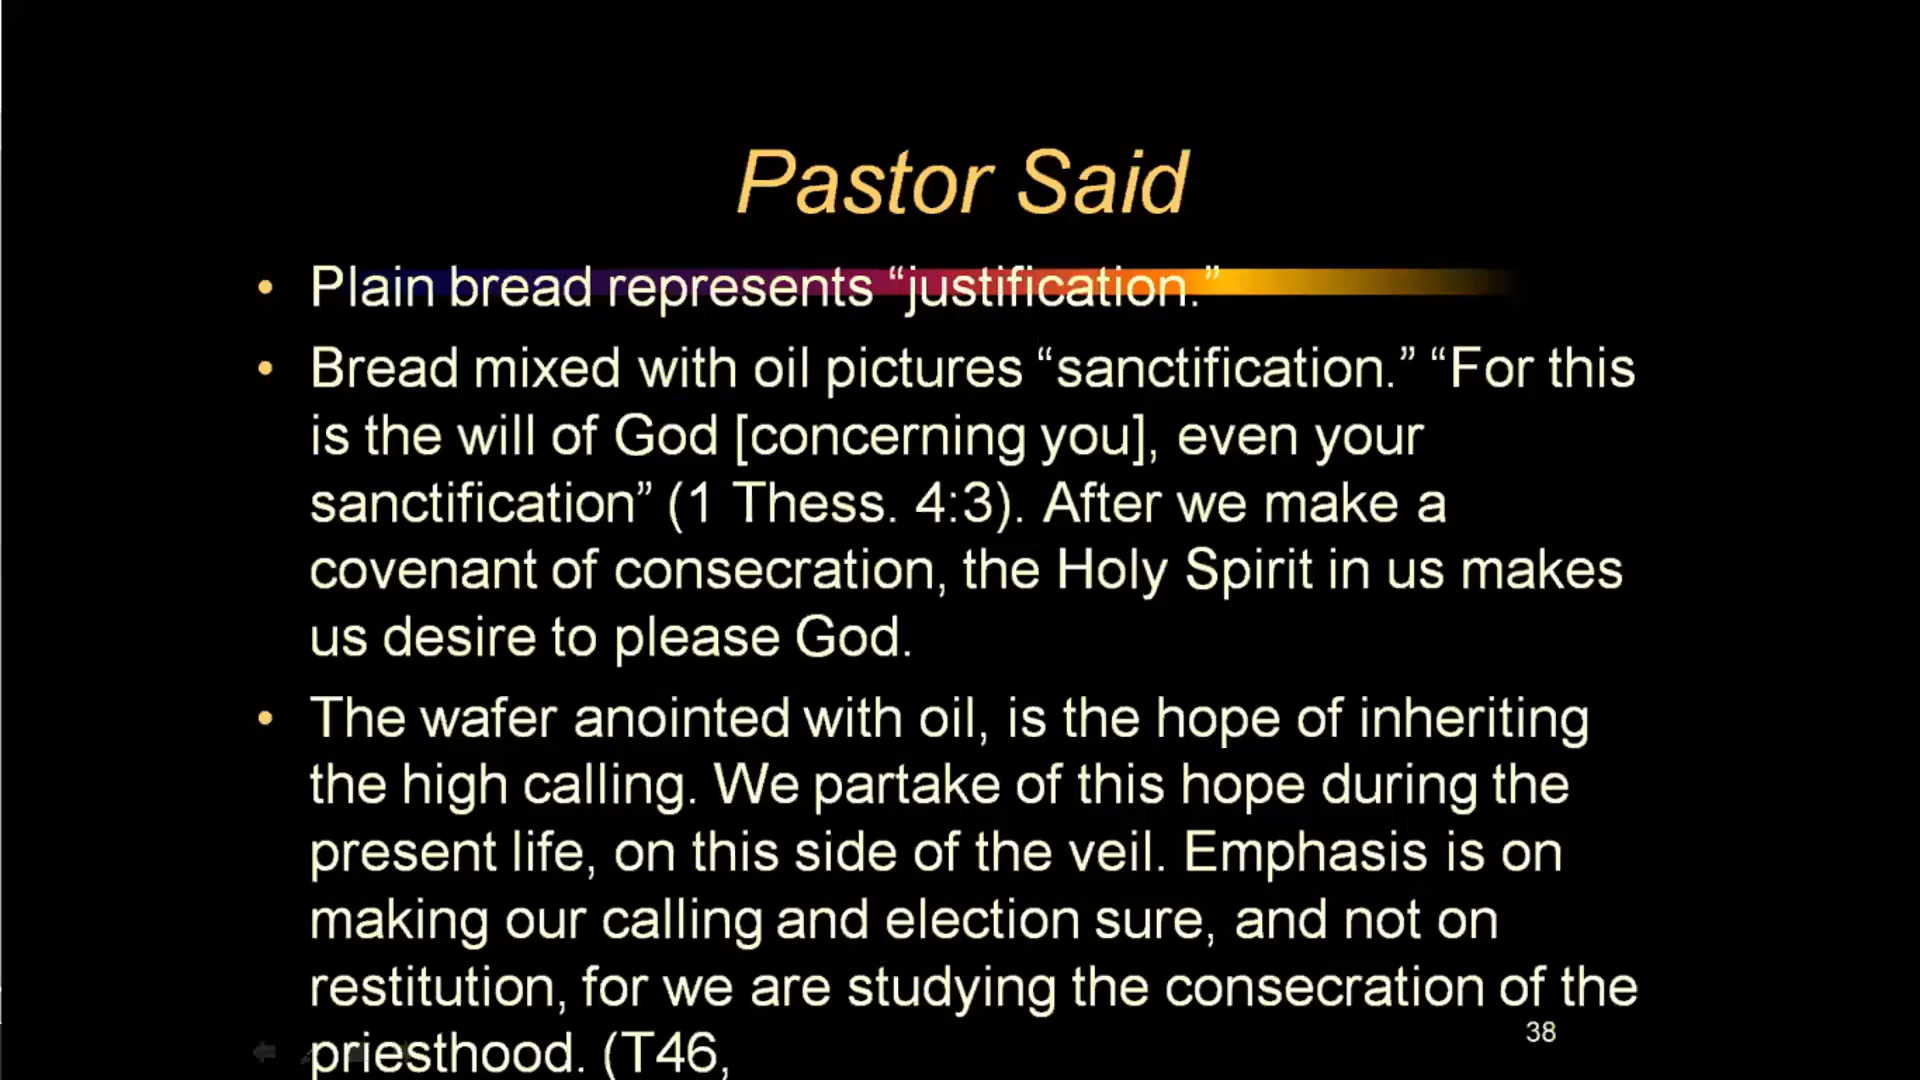 Pastor Said
• Plain bread represents “justification.”
• Bread mixed with oil pictures “sanctification.” “For this
is the will of God [concerning you], even your
sanctification” (1 Thess. 4:3). After we make a
covenant of consecration, the Holy Spirit in us makes
us desire to please God.
• The wafer anointed with oil, is the hope of inheriting
the high calling. We partake of this hope during the
present life, on this side of the veil. Emphasis is on
making our calling and election sure, and not on
restitution, for we are studying the consecration of the
priesthood. (T46,
38